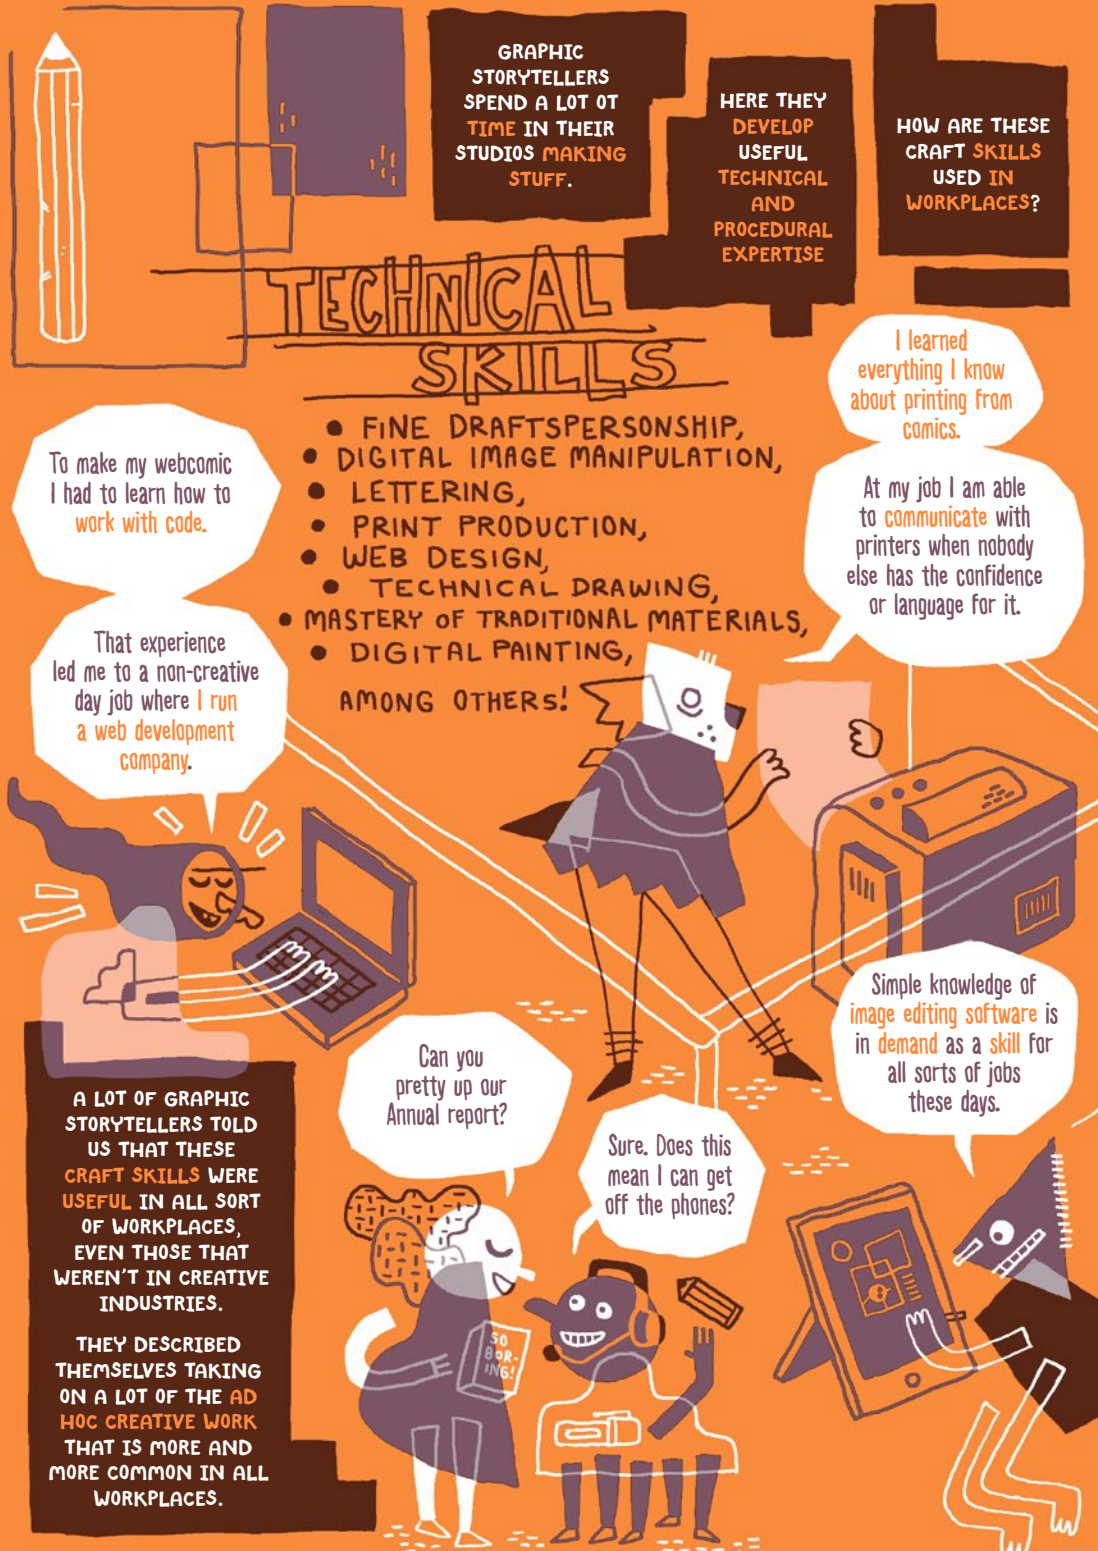 GRAPHIC
STORYTELLERS
SPEND A LOT OT
TIME IN THEIR
STUDIOS MAKING
STUFF.
HERE THEY
DEVELOP
USEFUL
TECHNICAL
AND
PROCEDURAL
EXPERTISE
HOW ARE THESE
CRAFT SKILLS
USED IN
WORKPLACES?
TECHNICAL
SKILLS
• FINE DRAFTSPERSONSHIP,
• DIGITAL IMAGE MANIPULATION,
• LETTERING,
• PRINT PRODUCTION,
• WEB DESIGN,
• TECHNICAL DRAWING,
• MASTERY OF TRADITIONAL MATERIALS,
• DIGITAL PAINTING,
AMONG OTHERS!
To make my webcomic
I had to learn how to
work with code.
That experience
led me to a non-creative
day job where I run
a web development
company.
I learned
everything I know
about printing from
comics.
At my job I am able
to communicate with
printers when nobody
else has the confidence
or language for it.
Simple knowledge of
image editing software is
in demand as a skill for
all sorts of jobs
these days.
Can you
pretty up our
Annual report?
Sure. Does this
mean I can get
off the phones?
SO
BOR-
ING!
A LOT OF GRAPHIC
STORYTELLERS TOLD
US THAT THESE
CRAFT SKILLS WERE
USEFUL IN ALL SORT
OF WORKPLACES,
EVEN THOSE THAT
WEREN'T IN CREATIVE
INDUSTRIES.
THEY DESCRIBED
THEMSELVES TAKING
ON A LOT OF THE AD
HOC CREATIVE WORK
THAT IS MORE AND
MORE COMMON IN ALL
WORKPLACES.